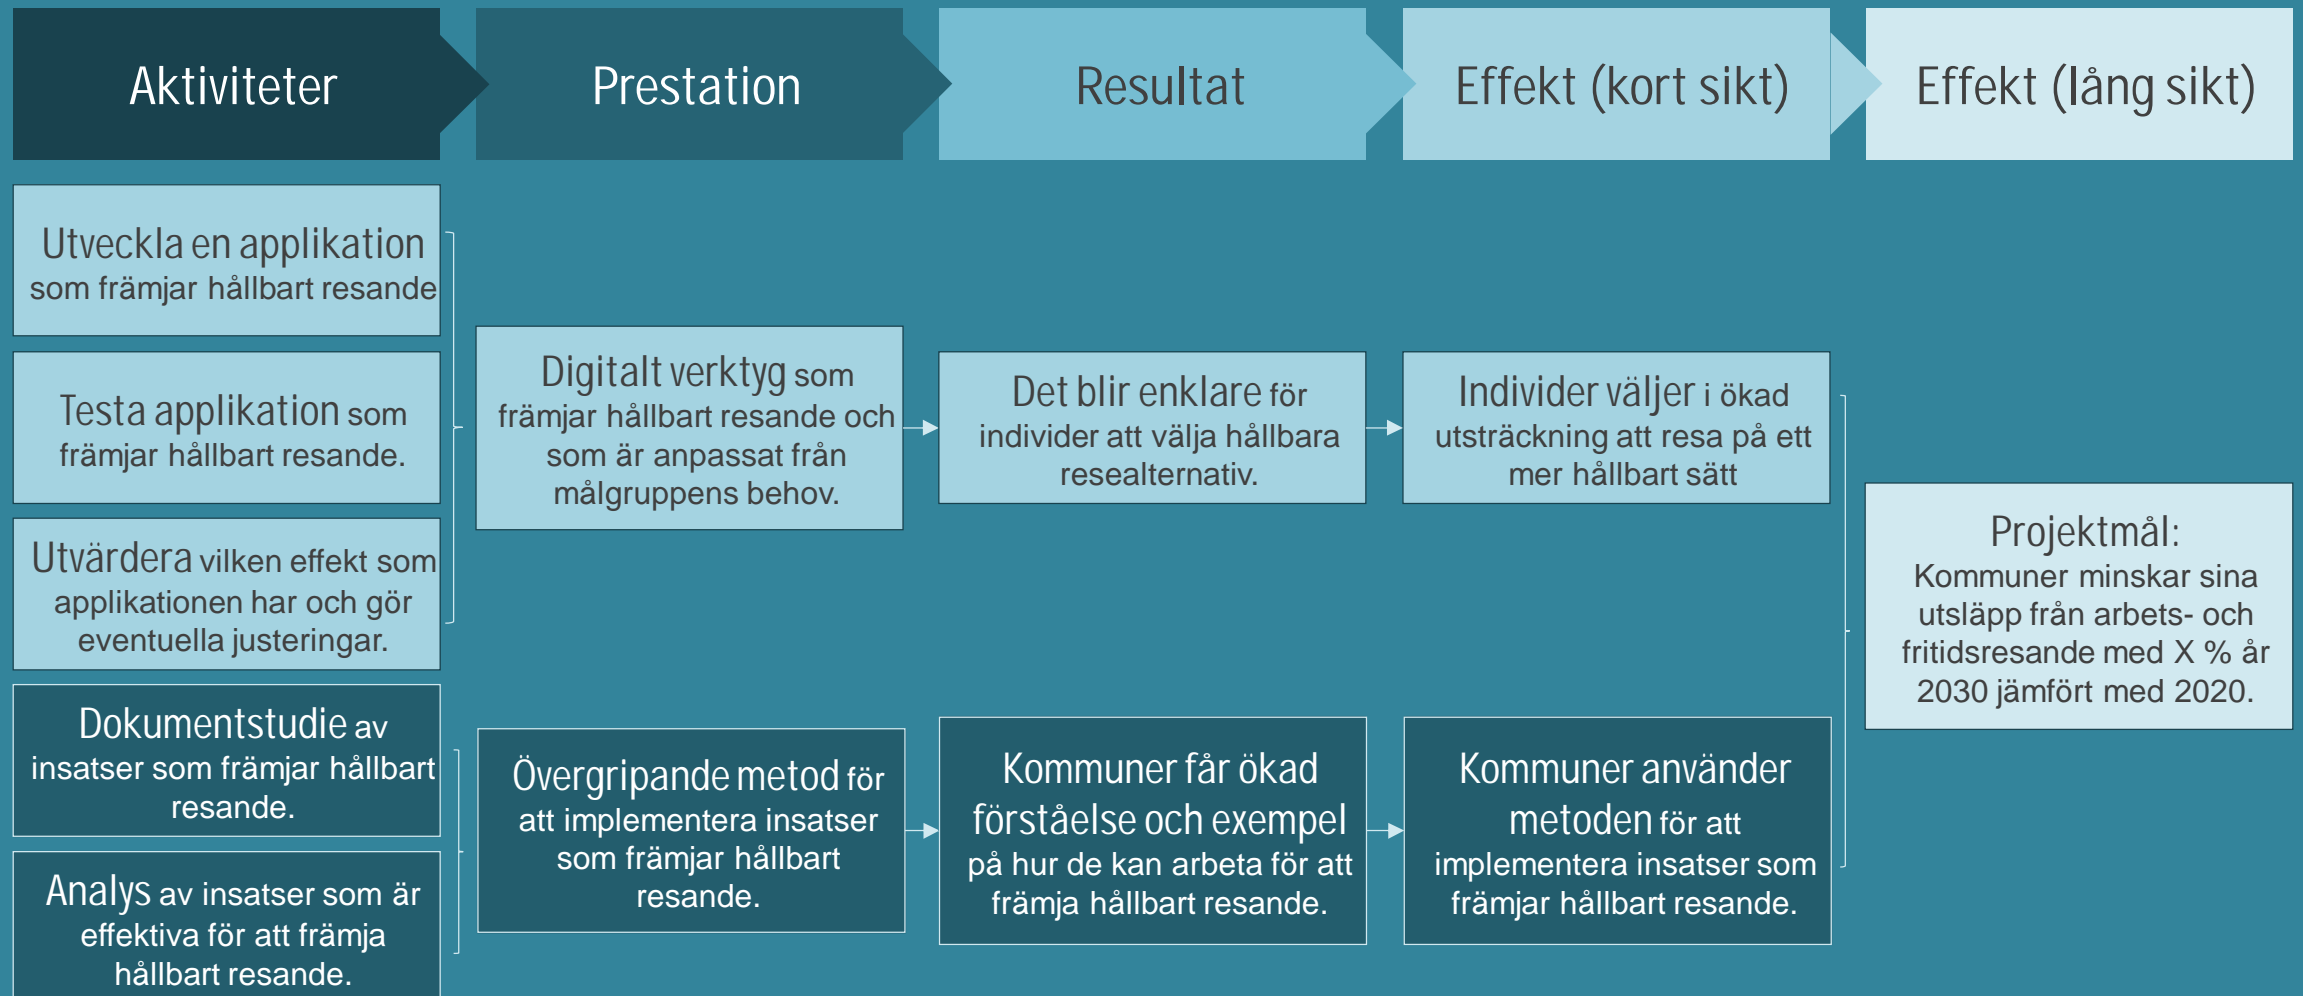 Aktiviteter
Prestation
Resultat
Effekt (kort sikt)
Effekt (lång sikt)
Utveckla en applikation
som främjar hållbart resande
Testa applikation som
främjar hållbart resande.
Utvärdera vilken effekt som
applikationen har och gör
eventuella justeringar.
Digitalt verktyg som
främjar hållbart resande och
som är anpassat från
målgruppens behov.
Det blir enklare för
individer att välja hållbara
resealternativ.
Individer väljer i ökad
utsträckning att resa på ett
mer hållbart sätt
Dokumentstudie av
insatser som främjar hållbart
resande.
Analys av insatser som är
effektiva för att främja
hållbart resande.
Övergripande metod för
att implementera insatser
som främjar hållbart
resande.
Kommuner får ökad
förståelse och exempel
på hur de kan arbeta för att
främja hållbart resande.
Kommuner använder
metoden för att
implementera insatser som
främjar hållbart resande.
Projektmål:
Kommuner minskar sina
utsläpp från arbets- och
fritidsresande med X % år
2030 jämfört med 2020.